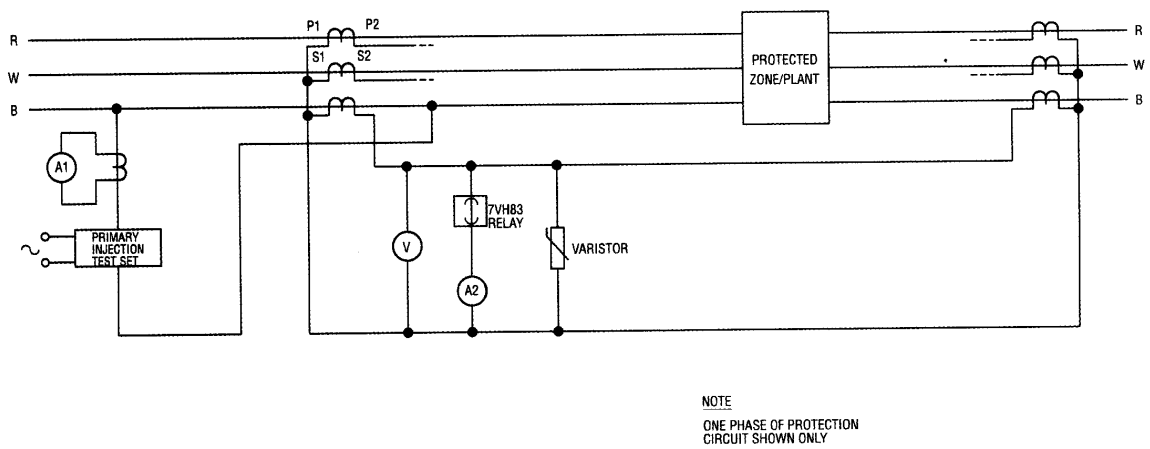 P1 P2
R R
S1 S2
W W
PROTECTED
ZONE/PLANT
B B
A1
7VH83
RELAY
PRIMARY
INJECTION
TEST SET
V
VARISTOR
A2
NOTE
ONE PHASE OF PROTECTION
CIRCUIT SHOWN ONLY